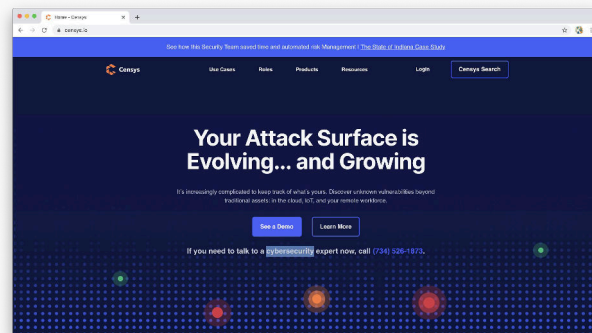 Home - Censys
censys.io
See how this Security Team saved time and automated risk Management! The State of Indiana Case Study
Censys
Use Cases Roles Products Resources Login Censys Search
Your Attack Surface is
Evolving... and Growing
It's increasingly complicated to keep track of what's yours. Discover unknown vulnerabilities beyond
traditional assets: in the cloud, IoT, and your remote workforce.
See a Demo Learn More
If you need to talk to a cybersecurity expert now, call (734) 526-1873.